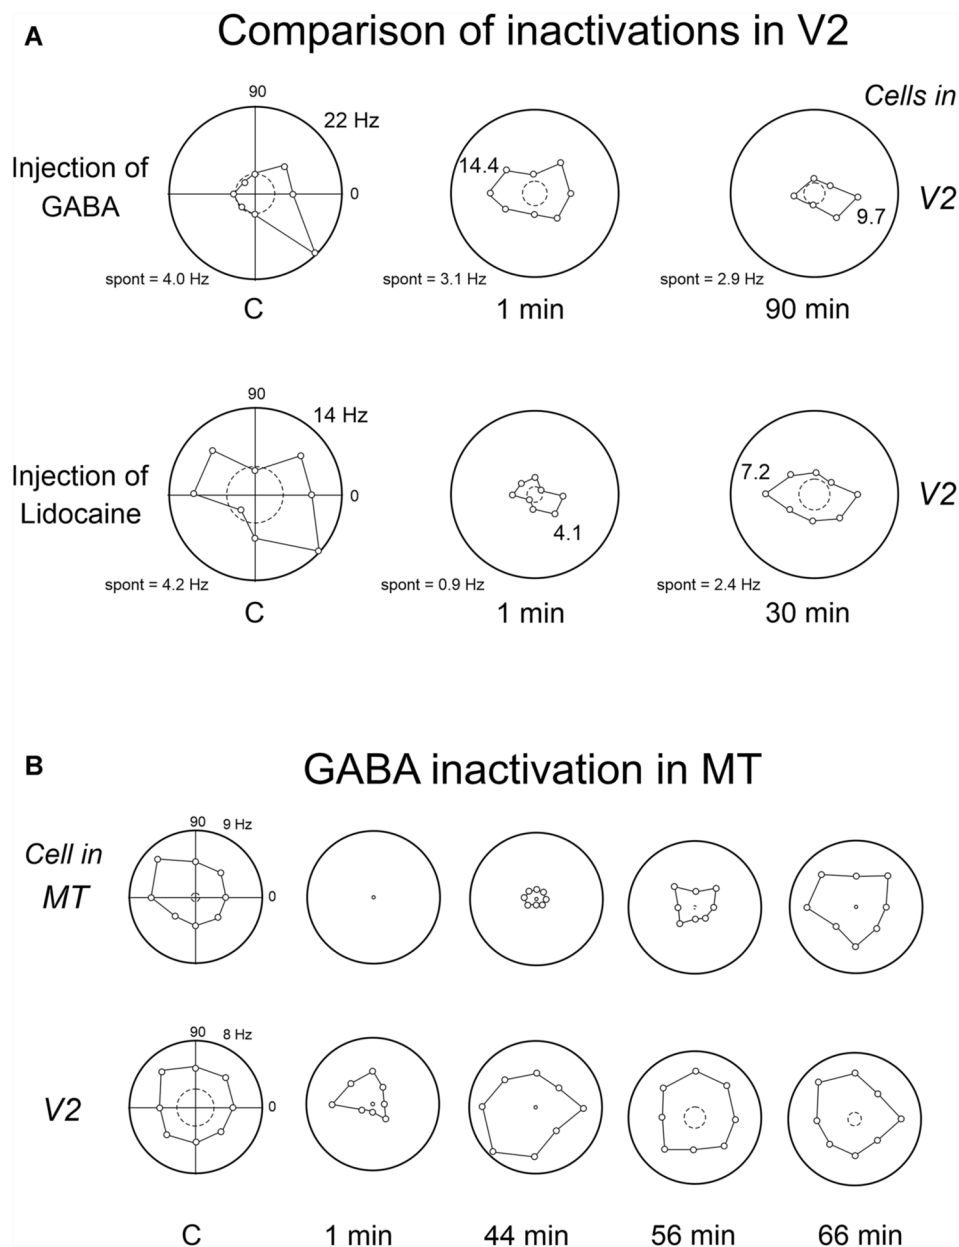 A
Comparison of inactivations in V2
Cells in
90
22 Hz
Injection of
GABA
0
14.4
9.7
V2
spont = 4.0 Hz
spont = 3.1 Hz
spont = 2.9 Hz
C
1 min
90 min
90
14 Hz
Injection of
Lidocaine
0
4.1
7.2
V2
spont = 4.2 Hz
spont = 0.9 Hz
spont = 2.4 Hz
C
1 min
30 min
B
GABA inactivation in MT
90
9 Hz
Cell in
MT
0
90
8 Hz
V2
0
C
1 min
44 min
56 min
66 min